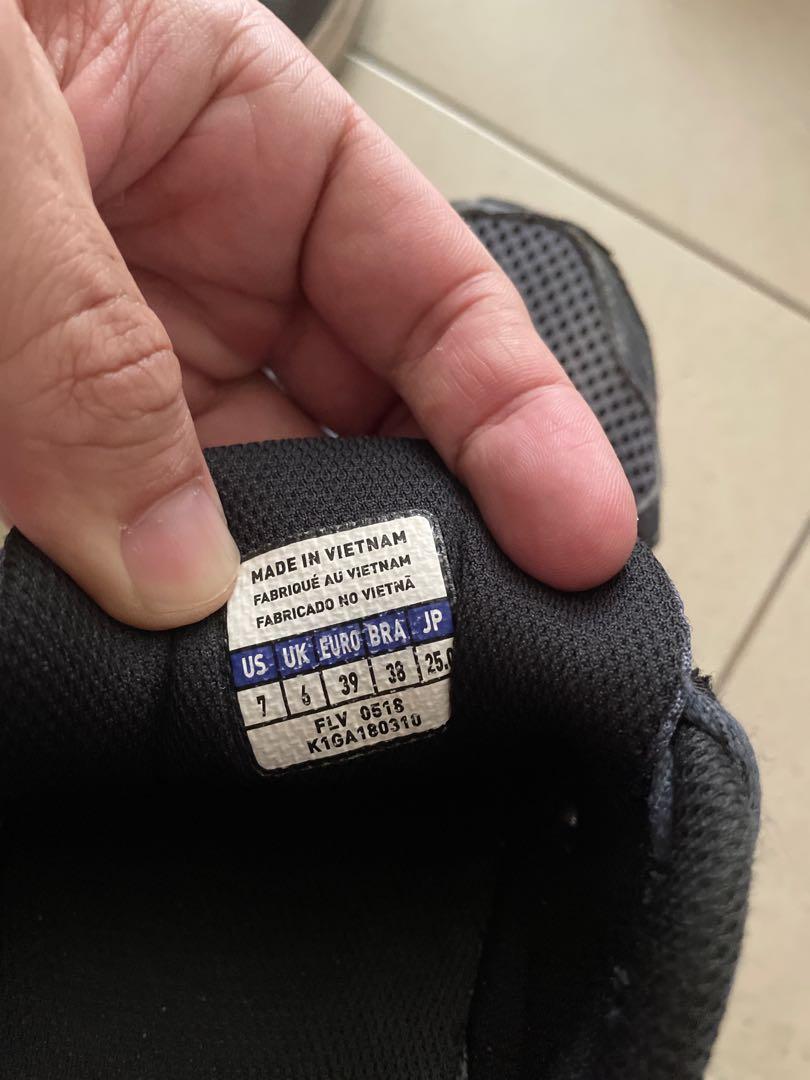 MADE IN VIETNAM
FABRIQUÉ AU VIETNAM
FABRICADO NO VIETNÃ
US UK EURO BRA JP
7 6 39 38 25.0
FLV 0518
K1GA180310